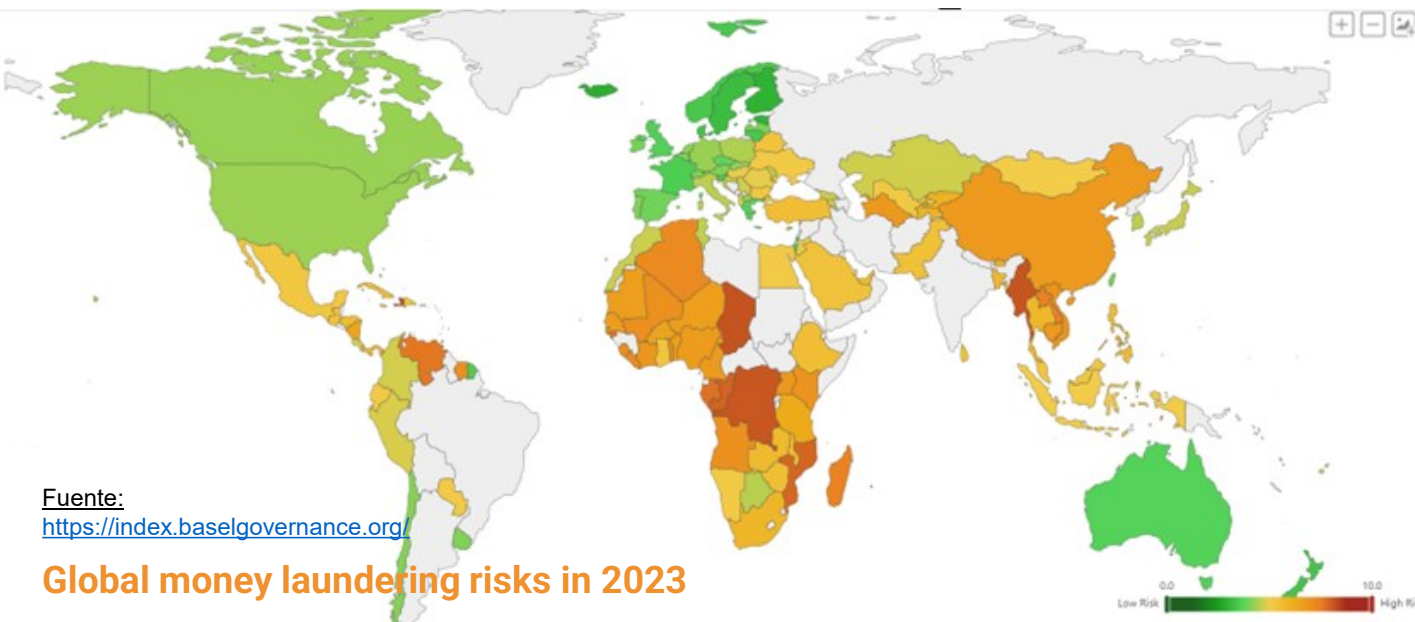 Fuente:
https://index.baselgovernance.org/
Global money laundering risks in 2023
0.0
10.0
Low Risk
High Ri